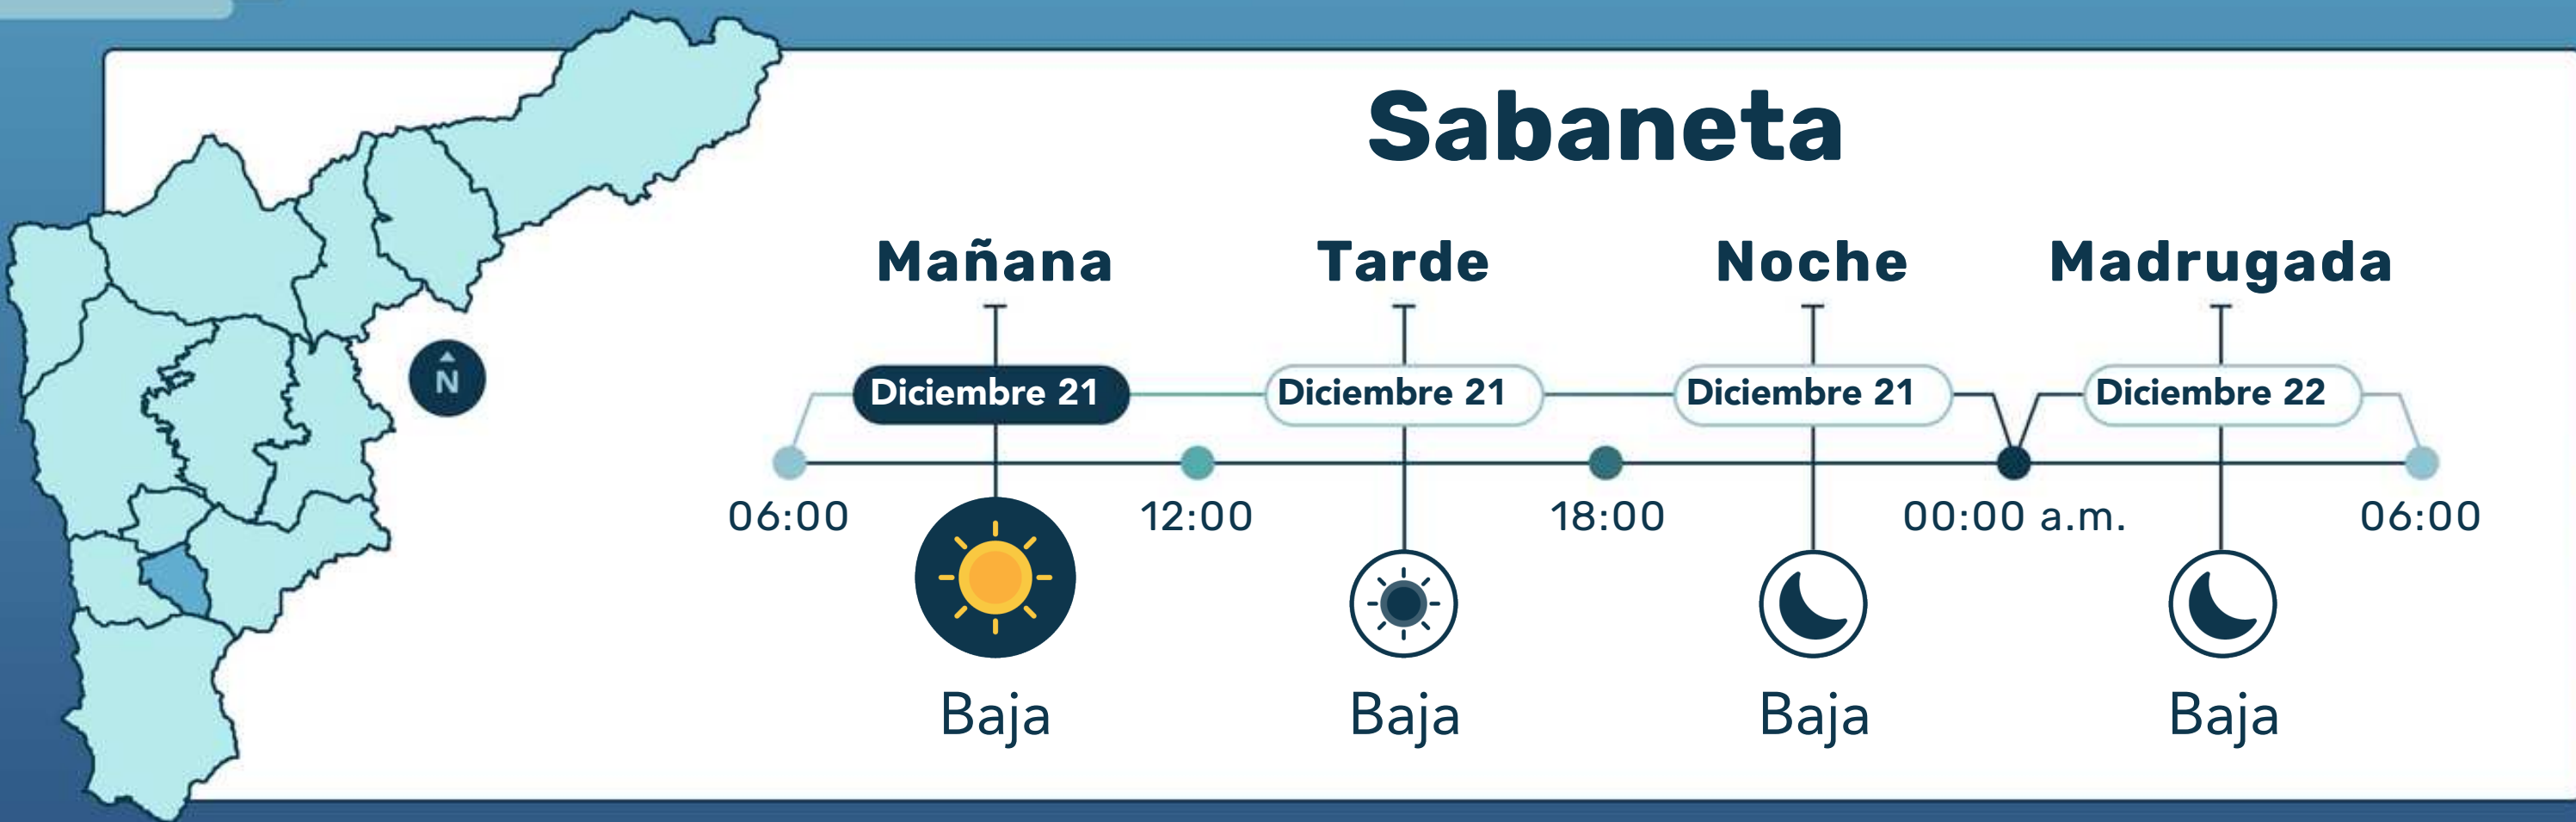 Sabaneta
Mañana Tarde Noche Madrugada
N
Diciembre 21 Diciembre 21 Diciembre 21 Diciembre 22
06:00 12:00 18:00 00:00 a.m. 06:00
Baja Baja Baja Baja